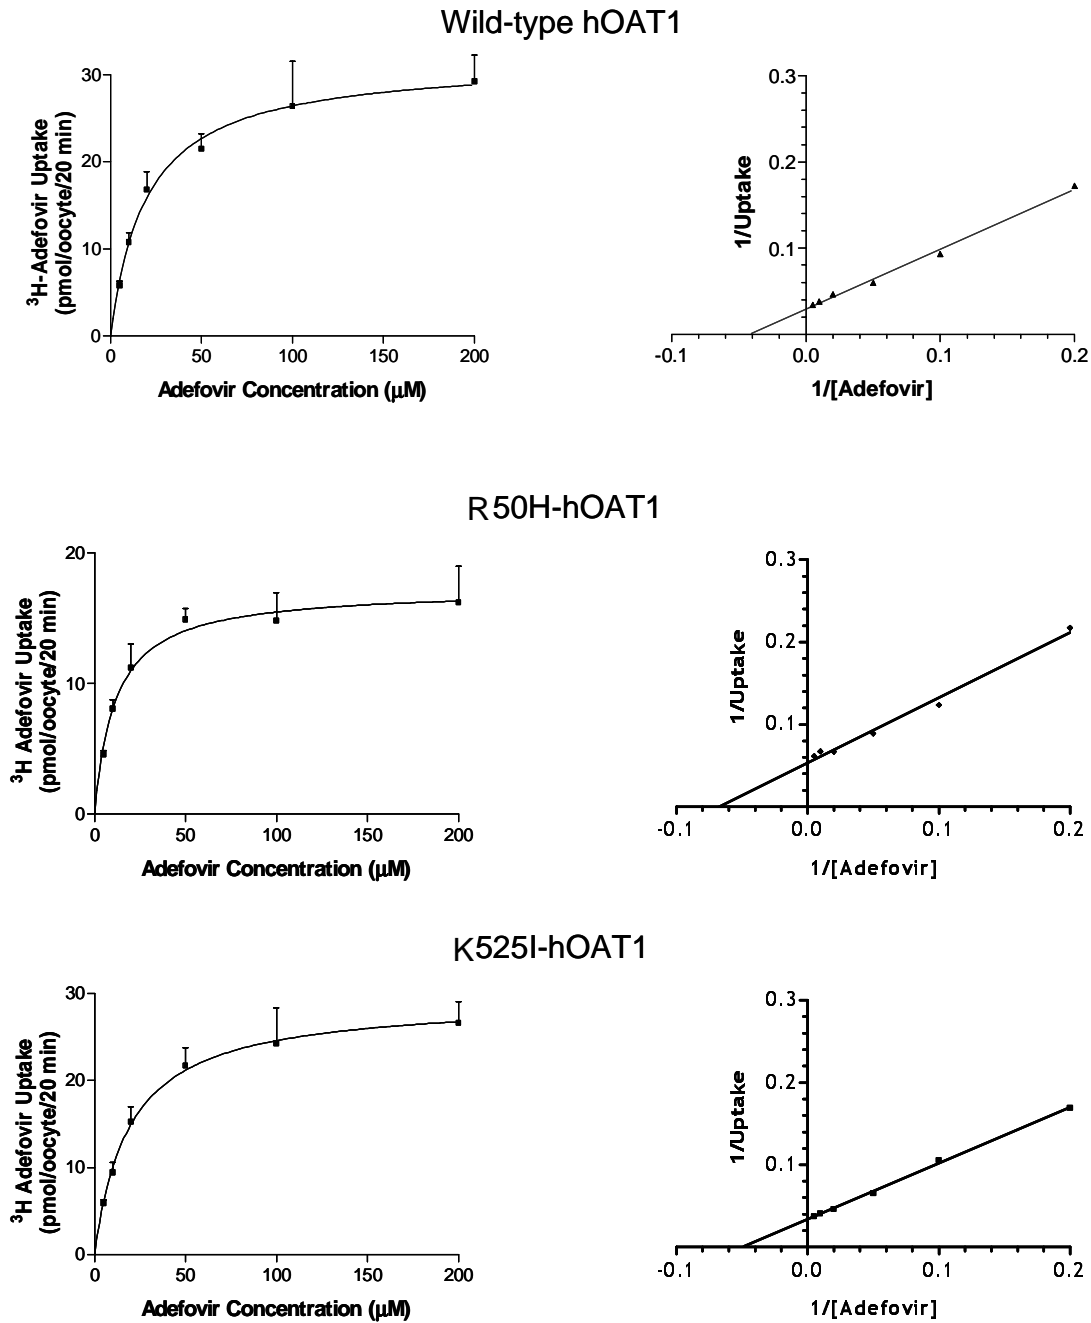 Wild-type hOAT1
³H-Adefovir Uptake
(pmol/oocyte/20 min)
30
20
10
0
0 50 100 150 200
Adefovir Concentration (μM)
1/Uptake
0.3
0.2
0.1
-0.1 0.0 0.1 0.2
1/[Adefovir]
R50H-hOAT1
³H Adefovir Uptake
(pmol/oocyte/20 min)
20
10
0
0 50 100 150 200
Adefovir Concentration (μM)
1/Uptake
0.3
0.2
0.1
-0.1 0.0 0.1 0.2
1/[Adefovir]
K525I-hOAT1
³H Adefovir Uptake
(pmol/oocyte/20 min)
30
20
10
0
0 50 100 150 200
Adefovir Concentration (μM)
1/Uptake
0.3
0.2
0.1
-0.1 0.0 0.1 0.2
1/[Adefovir]